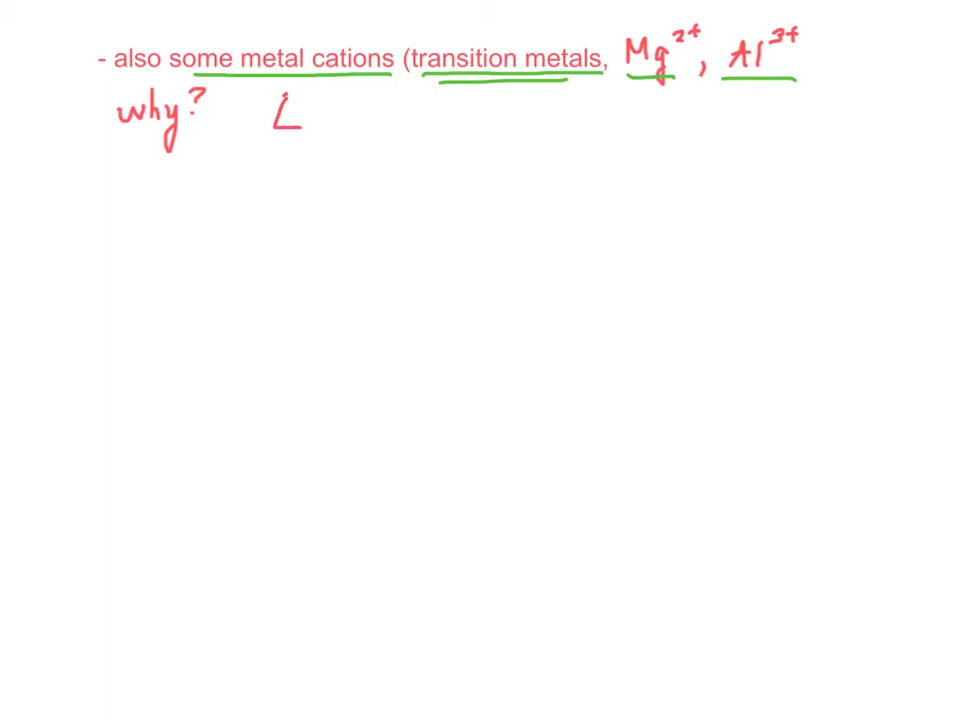 - also some metal cations (transition metals, Mg²⁺, Al³⁺
why?